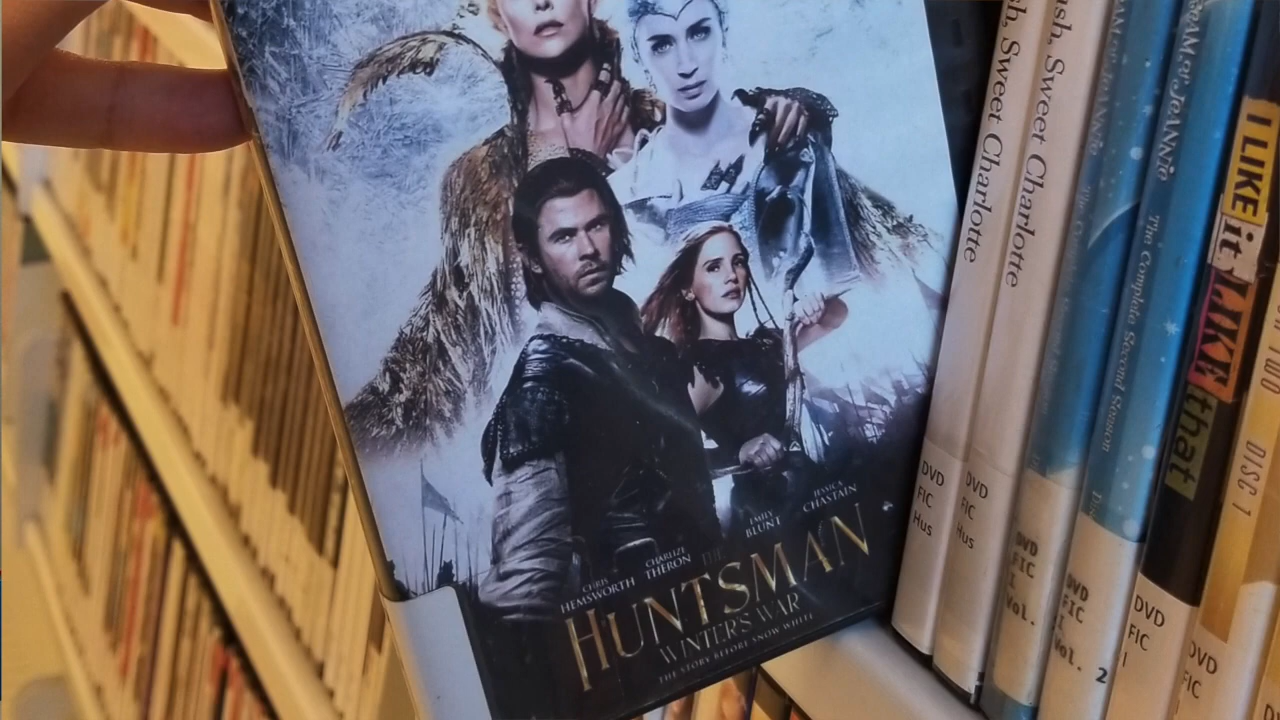 CHRIS
HEMSWORTH
CHARLIZE
THERON
EMILY
BLUNT
JESSICA
CHASTAIN
THE
HUNTSMAN
WINTER'S WAR
THE STORY BEFORE SNOW WHITE
sh, Sweet Charlotte
DVD
FIC
Hus
ush, Sweet Charlotte
DVD
FIC
Hus
DVD
FIC
I
Vol.
The Complete Second Season
DVD
FIC
I
Vol. 2
I LIKE it LIKE that
DVD
FIC
I
DISC 1
DVD
FIC